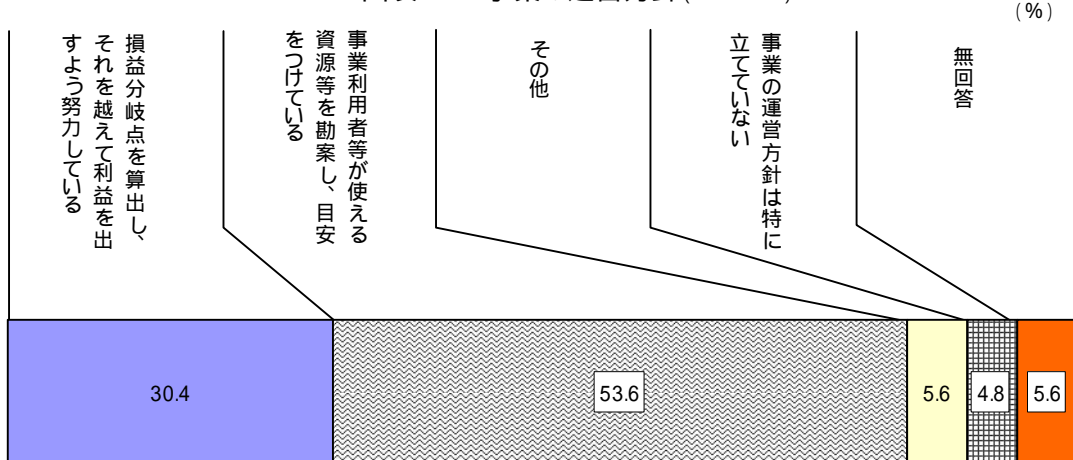 (%)
損益分岐点を算出し、
それを越えて利益を出
すよう努力している
事業利用者等が使える
資源等を勘案し、目安
をつけている
その他
事業の運営方針は特に
立てていない
無回答
30.4
53.6
5.6
4.8
5.6